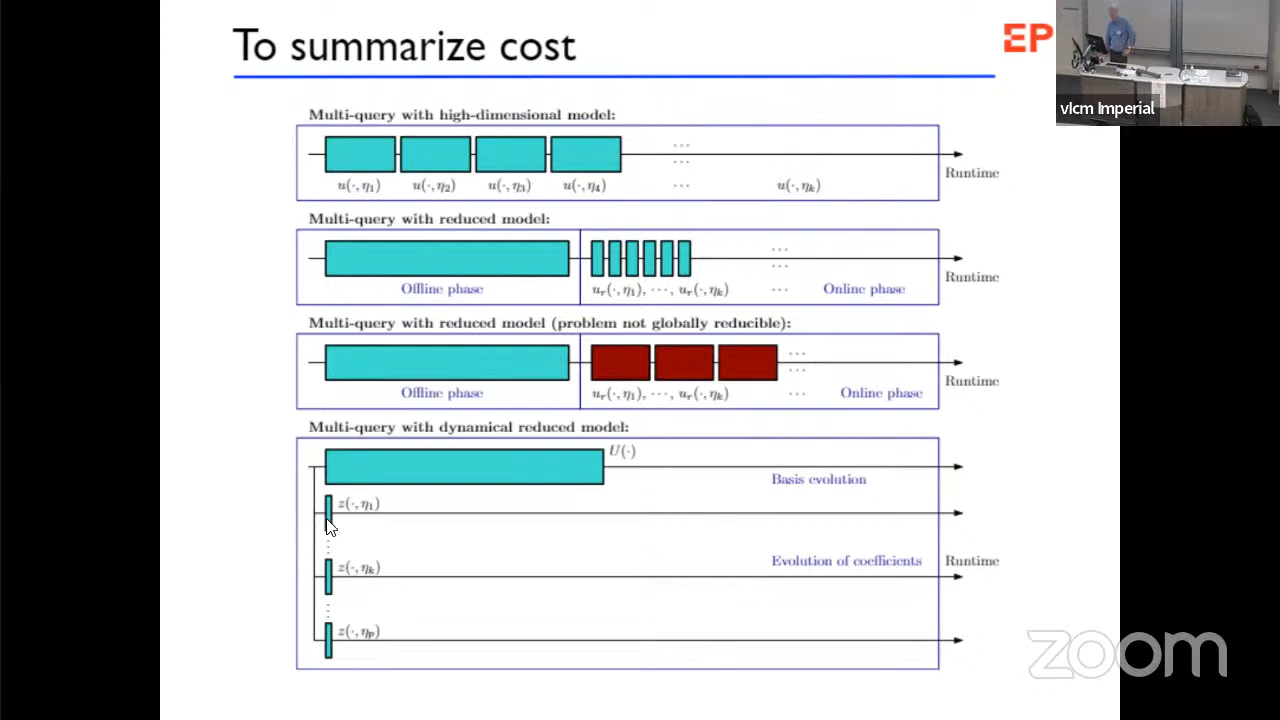 To summarize cost
EP
vlcm Imperial
Multi-query with high-dimensional model:
... ...
u(·, η₁) u(·, η₂) u(·, η₃) u(·, η₄) ... u(·, ηₖ)
Runtime
Multi-query with reduced model:
... ...
Offline phase uᵣ(·, η₁), ···, uᵣ(·, ηₖ) ... Online phase
Runtime
Multi-query with reduced model (problem not globally reducible):
... ...
Offline phase uᵣ(·, η₁), ···, uᵣ(·, ηₖ) ... Online phase
Runtime
Multi-query with dynamical reduced model:
U(·)
Basis evolution
z(·, η₁)
z(·, ηₖ) Evolution of coefficients
Runtime
z(·, ηₚ)
zoom